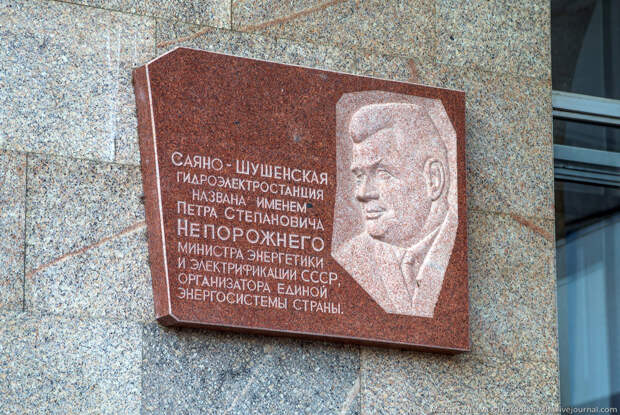 Саяно-Шушенская
гидроэлектростанция
названа именем
Петра Степановича
Непорожнего
министра энергетики
и электрификации СССР,
организатора единой
энергосистемы страны.